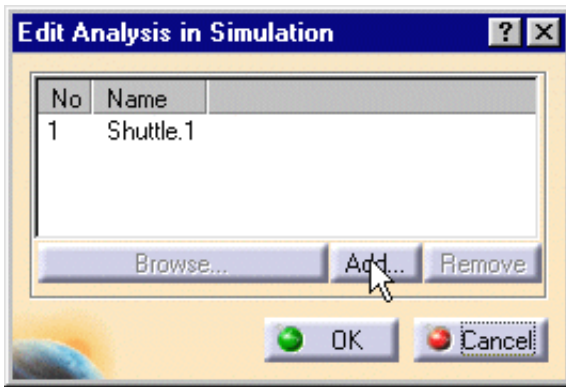 Edit Analysis in Simulation ? X
No Name
1 Shuttle.1
Browse... Add... Remove
OK Cancel